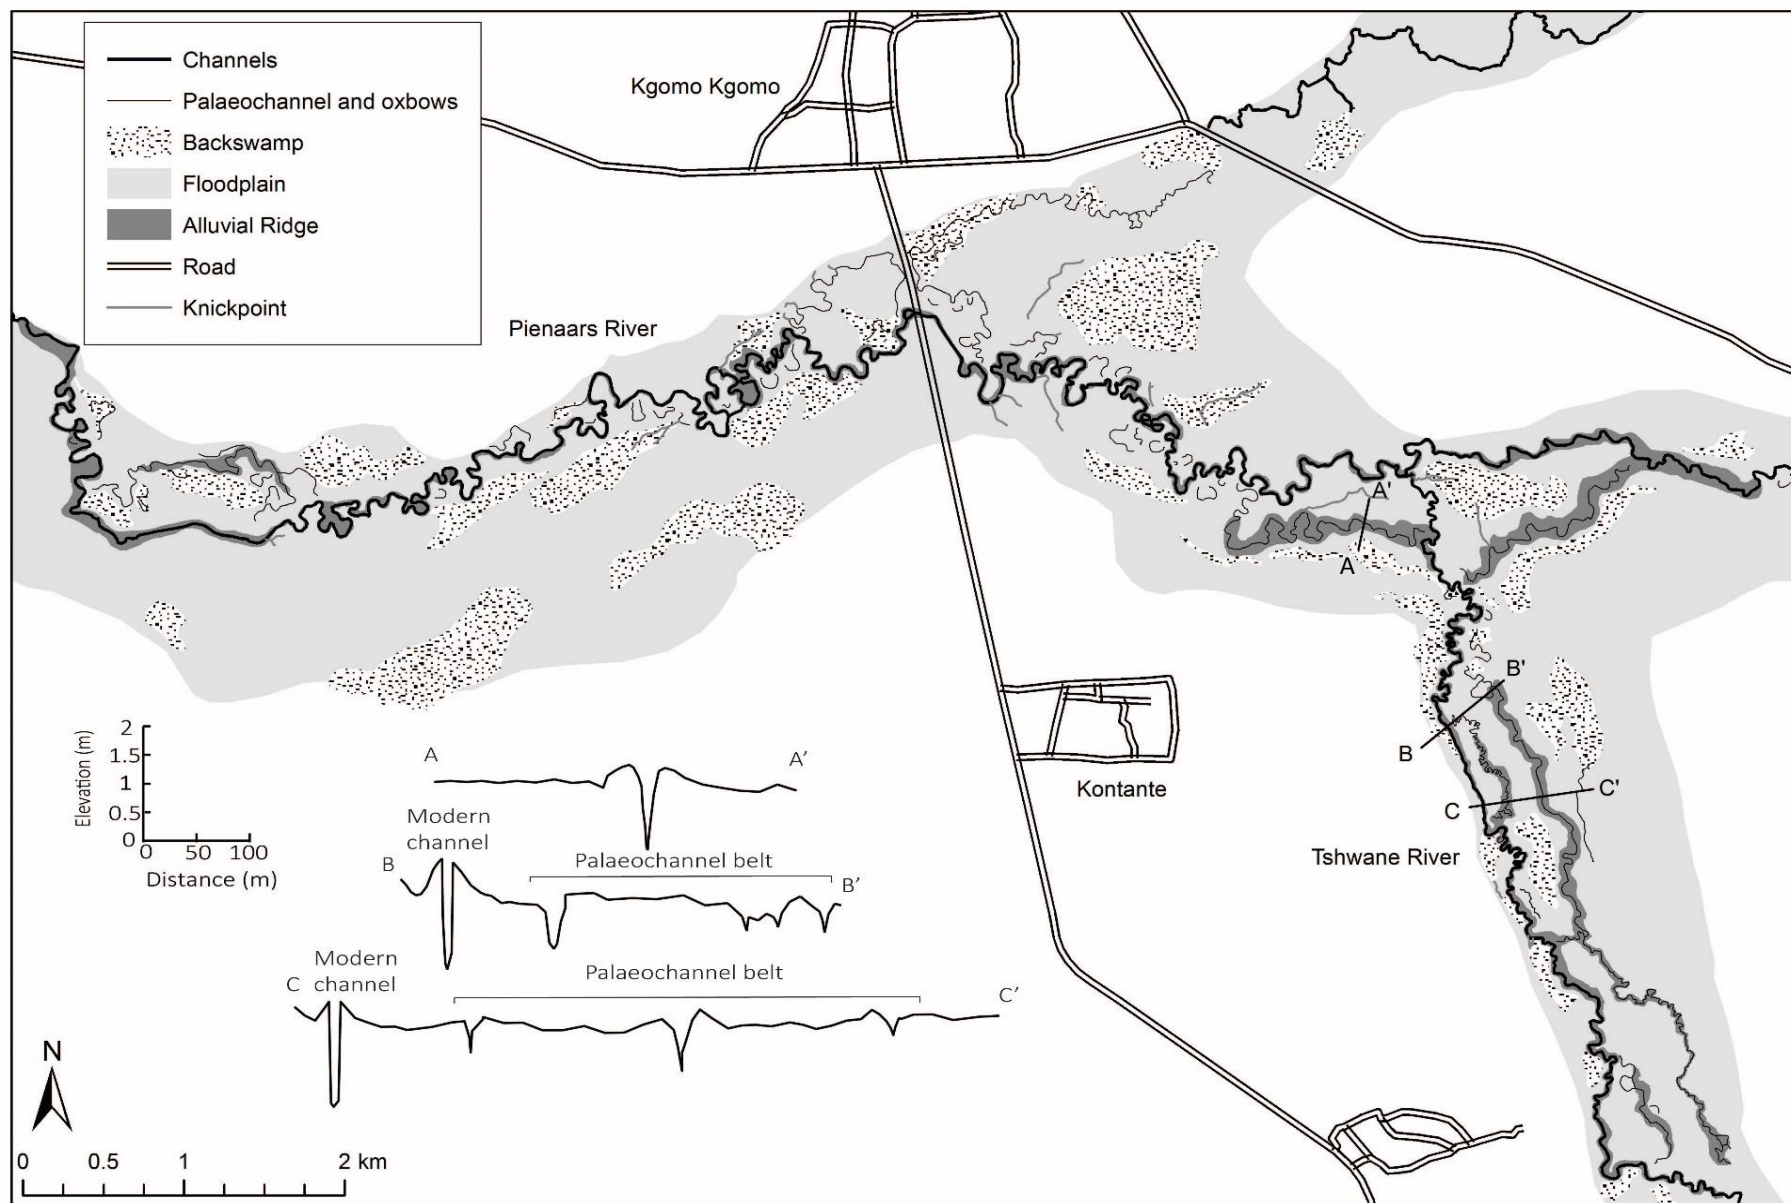 Channels
Palaeochannel and oxbows
Backswamp
Floodplain
Alluvial Ridge
Road
Knickpoint
Kgomo Kgomo
Pienaars River
A'
A
B'
B
C'
C
Kontante
Tshwane River
Elevation (m)
2
1.5
1
0.5
0
0 50 100
Distance (m)
A A'
Modern
channel
B Palaeochannel belt B'
Modern
C channel
Palaeochannel belt
C'
N
0 0.5 1 2 km